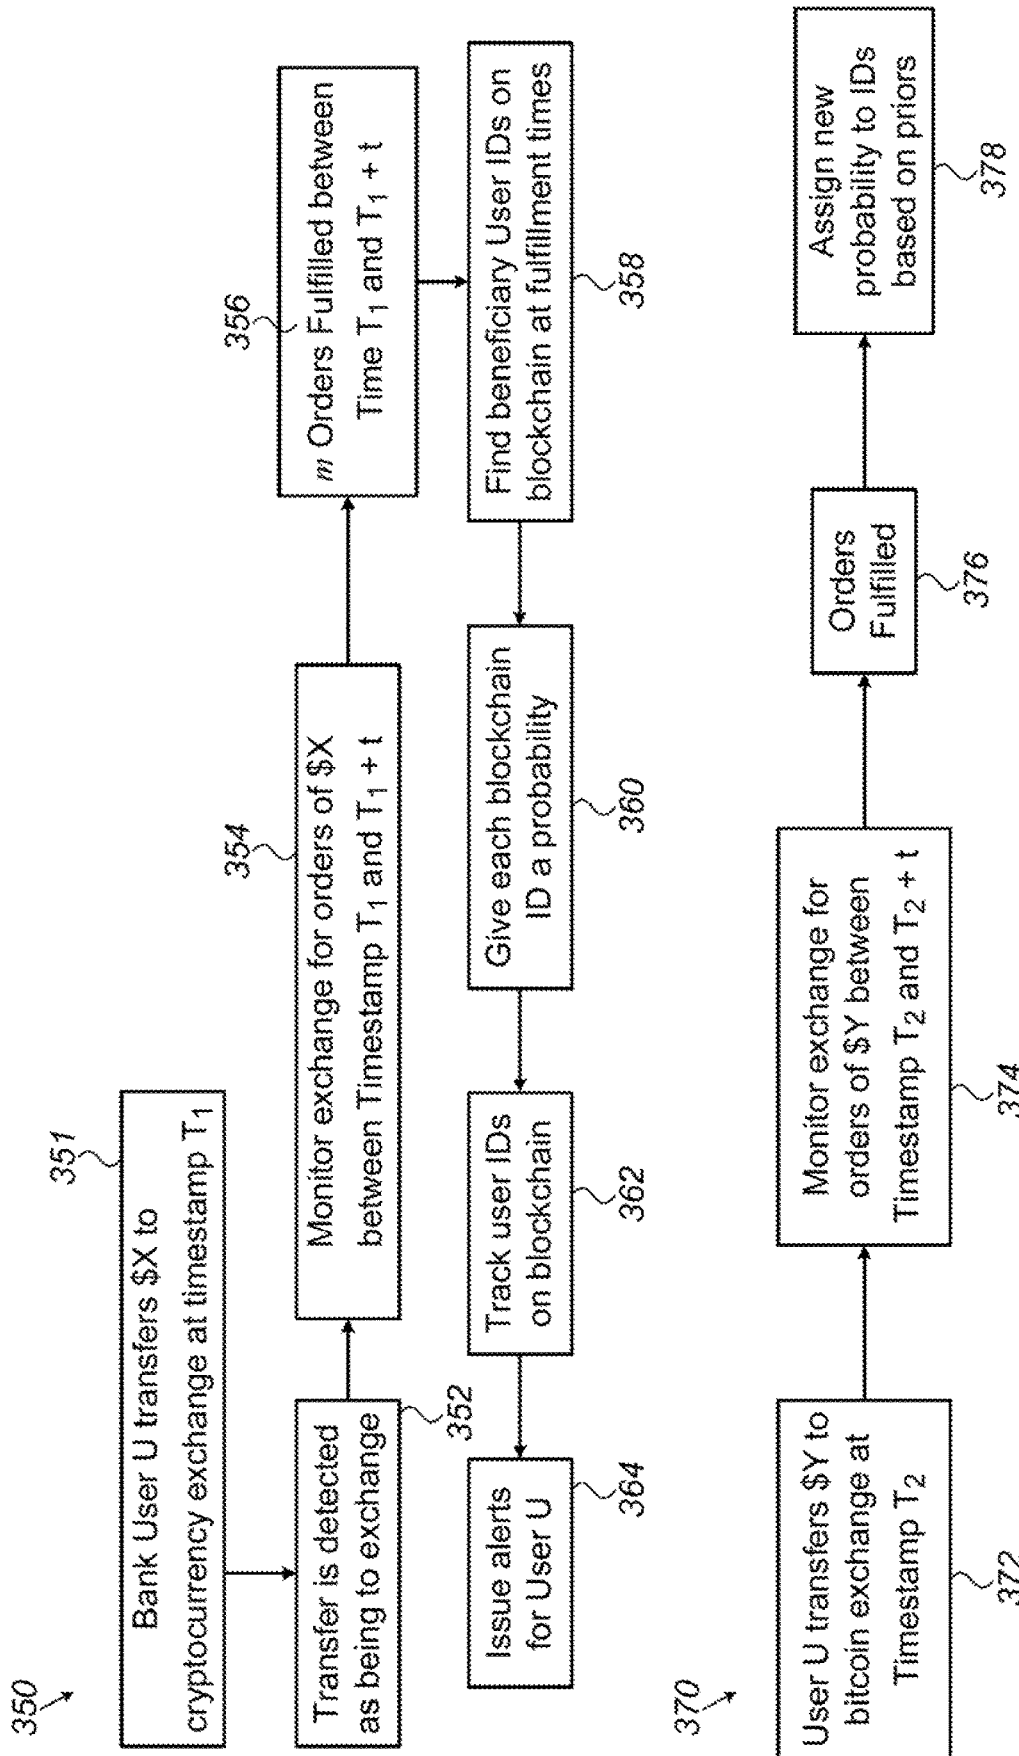 350
Bank User U transfers $X to
cryptocurrency exchange at timestamp T₁
351
Transfer is detected
as being to exchange
352
Monitor exchange for orders of $X
between Timestamp T₁ and T₁ + t
354
m Orders Fulfilled between
Time T₁ and T₁ + t
356
Find beneficiary User IDs on
blockchain at fulfillment times
358
Give each blockchain
ID a probability
360
Track user IDs
on blockchain
362
Issue alerts
for User U
364
370
User U transfers $Y to
bitcoin exchange at
Timestamp T₂
372
Monitor exchange for
orders of $Y between
Timestamp T₂ and T₂ + t
374
Orders
Fulfilled
376
Assign new
probability to IDs
based on priors
378